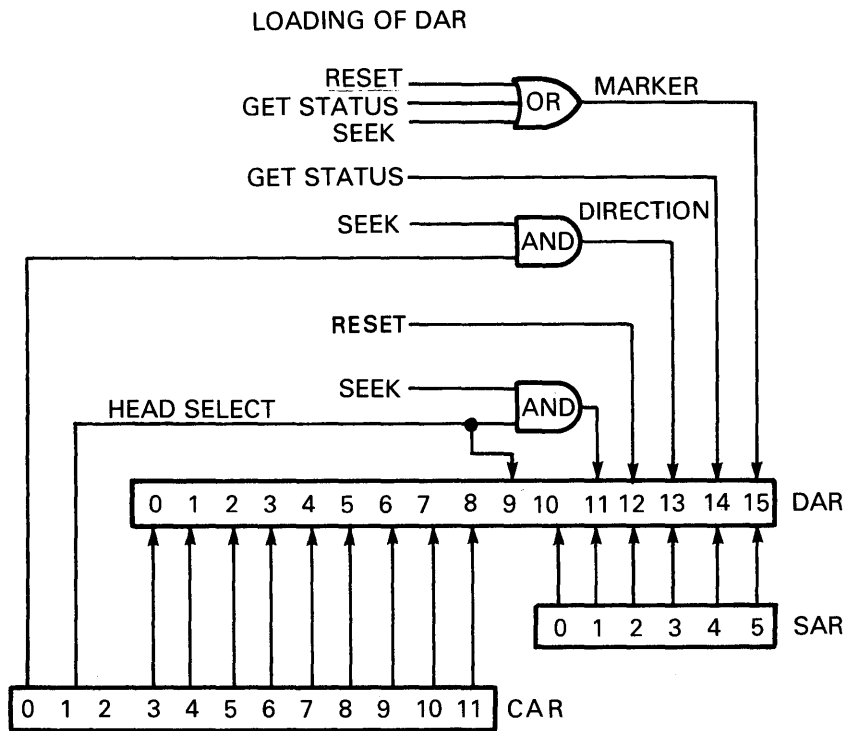 LOADING OF DAR
RESET
GET STATUS
SEEK
OR
MARKER
GET STATUS
DIRECTION
SEEK
AND
RESET
SEEK
AND
HEAD SELECT
0 1 2 3 4 5 6 7 8 9 10 11 12 13 14 15 DAR
0 1 2 3 4 5 SAR
0 1 2 3 4 5 6 7 8 9 10 11 CAR